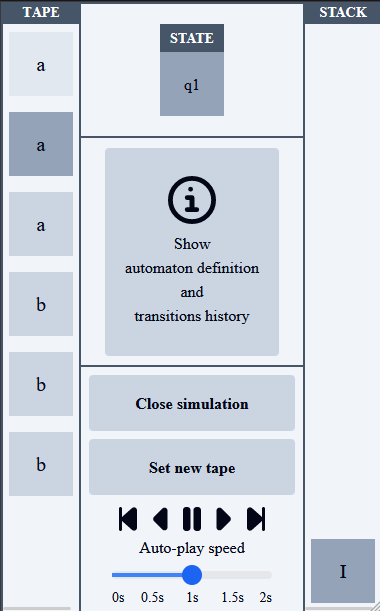 TAPE
a
a
a
b
b
b
STATE
q1
Show
automaton definition
and
transitions history
Close simulation
Set new tape
Auto-play speed
0s 0.5s 1s 1.5s 2s
STACK
I